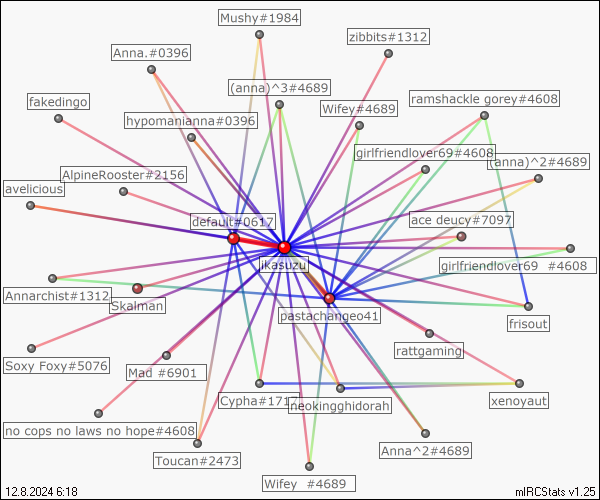 Mushy#1984
zibbits#1312
Anna.#0396
(anna)^3#4689
ramshackle gorey#4608
fakedingo
Wifey#4689
hypomanianna#0396
girlfriendlover69#4608
(anna)^2#4689
AlpineRooster#2156
avelicious
default#0617
ace deucy#7097
jkasuzu
girlfriendlover69 #4608
Annarchist#1312
Skalman
pastachangeo41
frisout
rattgaming
Soxy Foxy#5076
Mad #6901
Cypha#171
neokingghidorah
xenoyaut
no cops no laws no hope#4608
Toucan#2473
Anna^2#4689
Wifey #4689
12.8.2024 6:18
mIRCStats v1.25